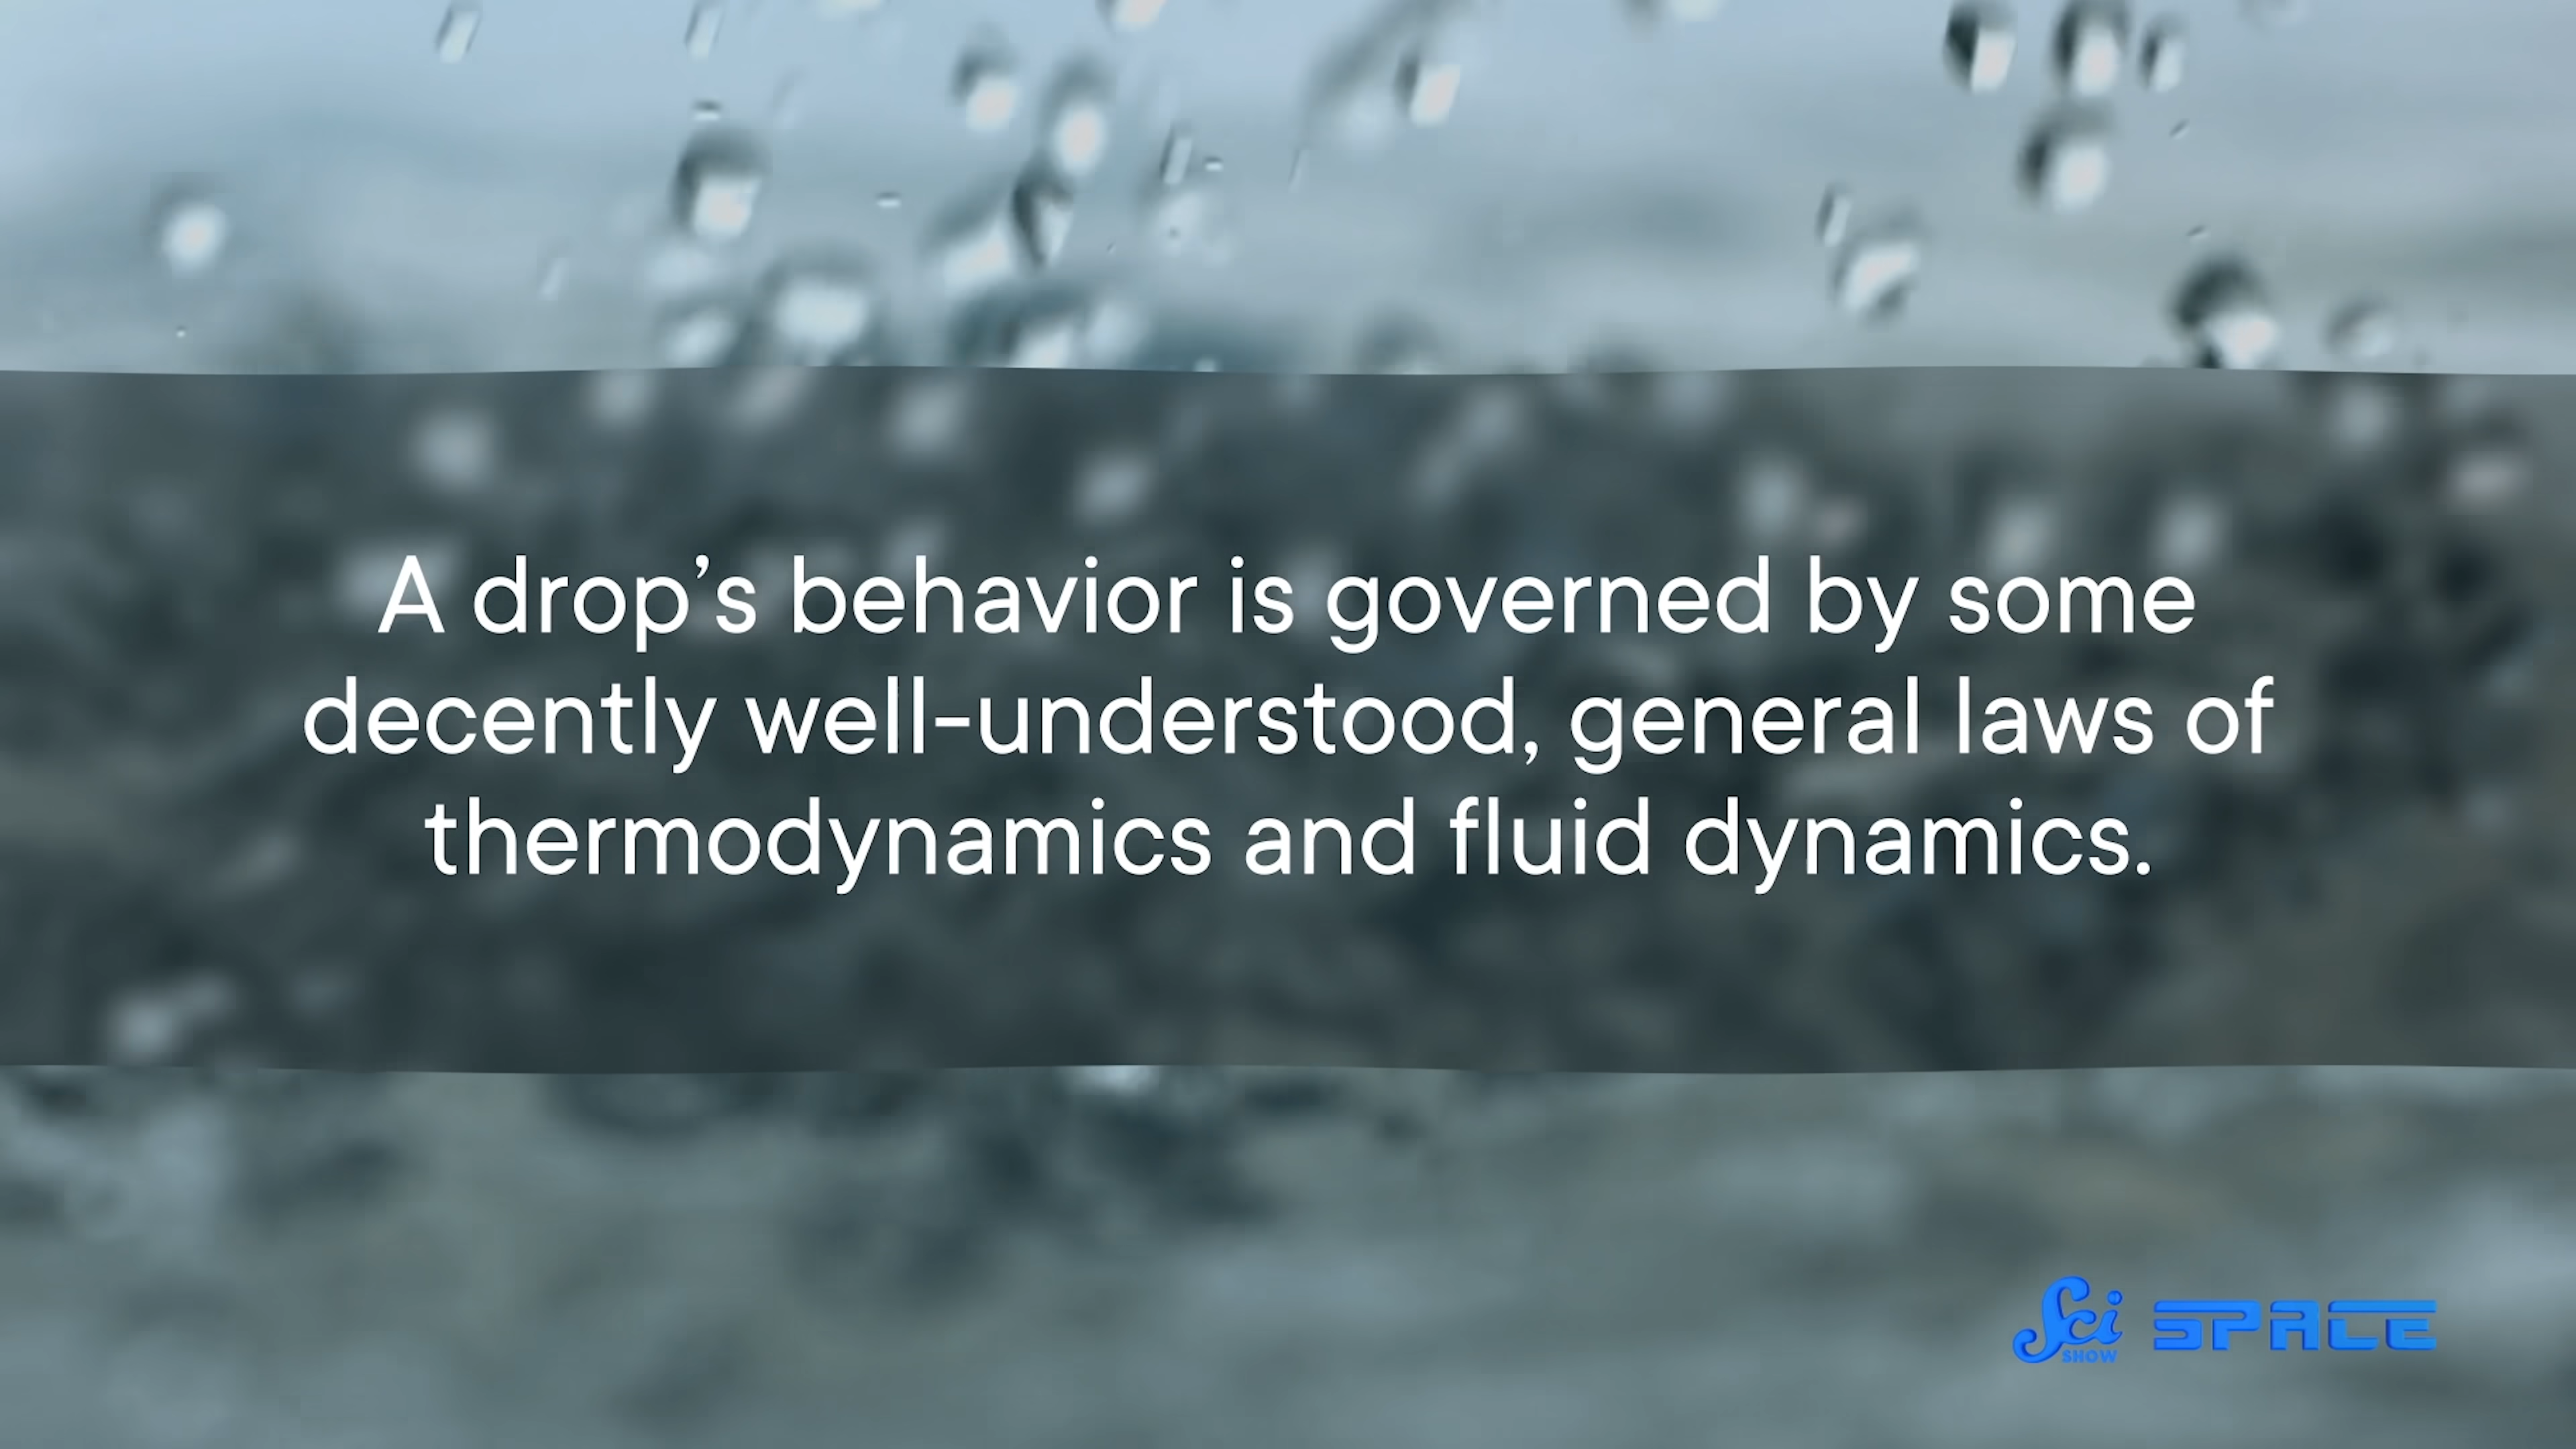 A drop’s behavior is governed by some
decently well-understood, general laws of
thermodynamics and fluid dynamics.
Sci SHOW SPACE